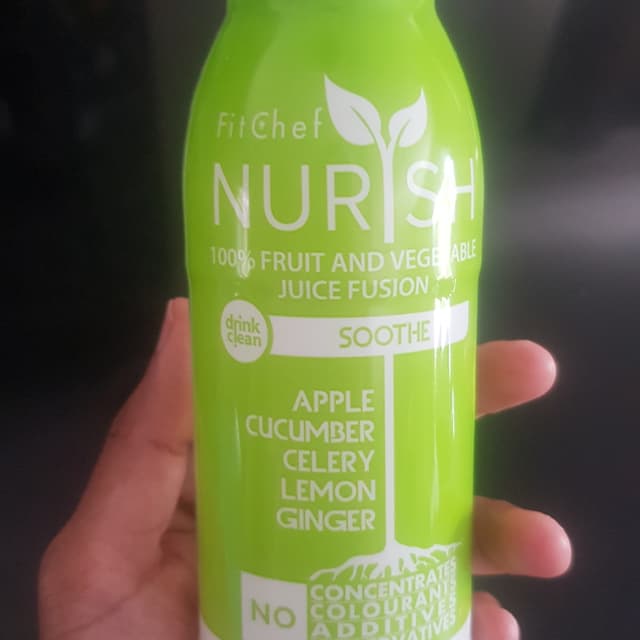 FitChef
NURISH
100% FRUIT AND VEGETABLE
JUICE FUSION
drink
clean
SOOTHE
APPLE
CUCUMBER
CELERY
LEMON
GINGER
NO
CONCENTRATES
COLOURANTS
ADDITIVES